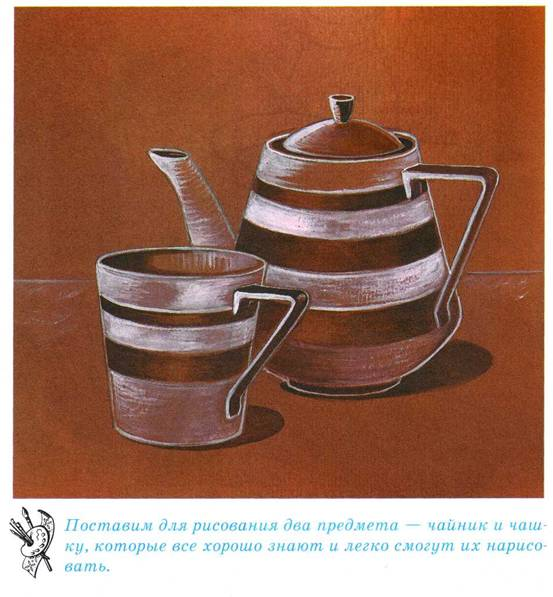 Поставим для рисования два предмета — чайник и чаш-
ку, которые все хорошо знают и легко смогут их нарисо-
вать.